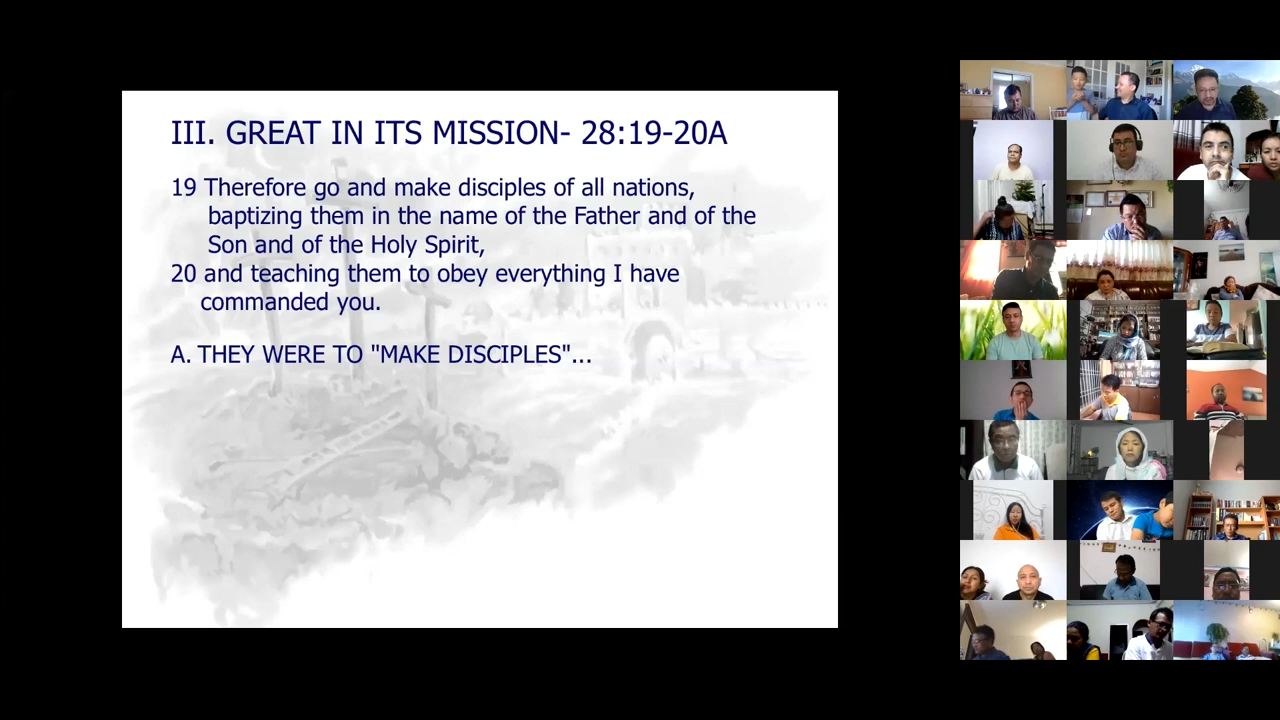 III. GREAT IN ITS MISSION- 28:19-20A
19 Therefore go and make disciples of all nations,
baptizing them in the name of the Father and of the
Son and of the Holy Spirit,
20 and teaching them to obey everything I have
commanded you.
A. THEY WERE TO "MAKE DISCIPLES"...